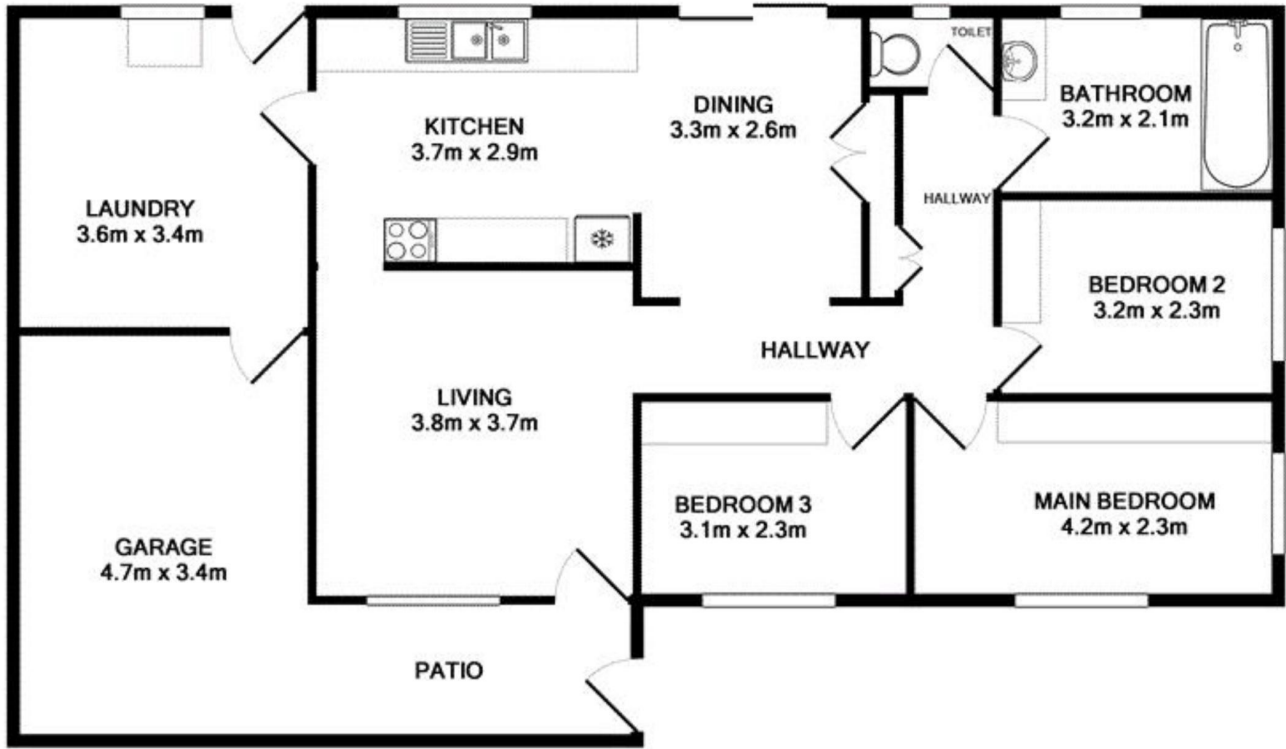 TOILET
KITCHEN
3.7m x 2.9m
DINING
3.3m x 2.6m
BATHROOM
3.2m x 2.1m
LAUNDRY
3.6m x 3.4m
HALLWAY
BEDROOM 2
3.2m x 2.3m
HALLWAY
LIVING
3.8m x 3.7m
BEDROOM 3
3.1m x 2.3m
MAIN BEDROOM
4.2m x 2.3m
GARAGE
4.7m x 3.4m
PATIO